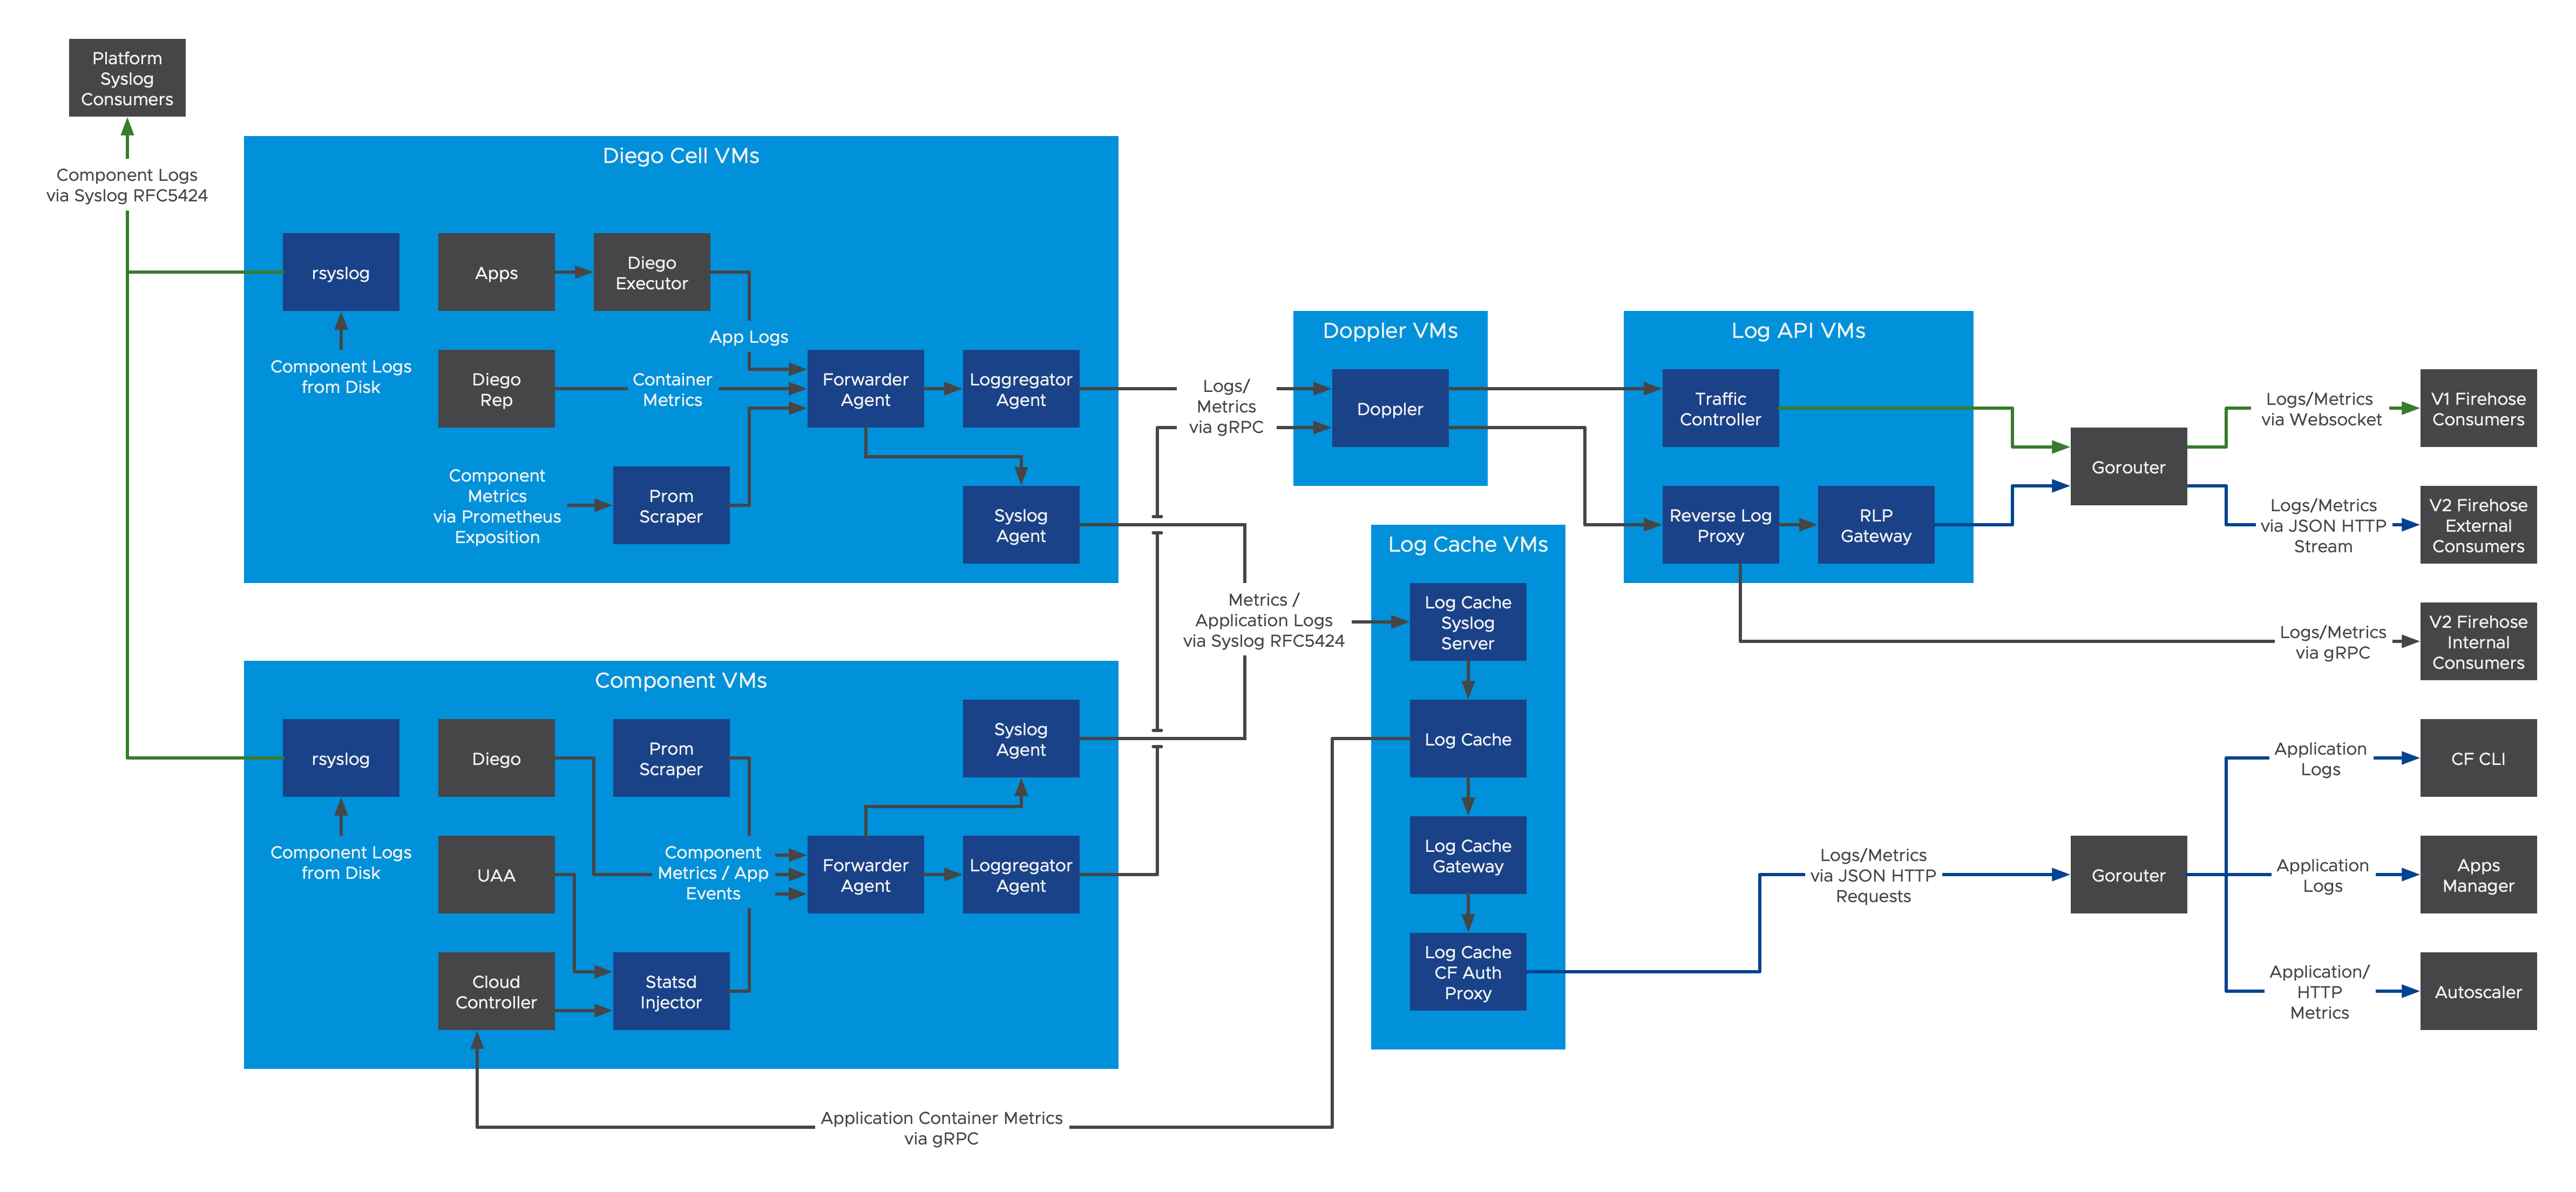 Platform
Syslog
Consumers
Component Logs
via Syslog RFC5424
Diego Cell VMs
rsyslog
Component Logs
from Disk
Apps
Diego
Executor
App Logs
Diego
Rep
Container
Metrics
Forwarder
Agent
Loggregator
Agent
Component
Metrics
via Prometheus
Exposition
Prom
Scraper
Syslog
Agent
Component VMs
rsyslog
Component Logs
from Disk
Diego
Prom
Scraper
Syslog
Agent
UAA
Component
Metrics / App
Events
Forwarder
Agent
Loggregator
Agent
Cloud
Controller
Statsd
Injector
Application Container Metrics
via gRPC
Logs/
Metrics
via gRPC
Metrics /
Application Logs
via Syslog RFC5424
Doppler VMs
Doppler
Log Cache VMs
Log Cache
Syslog
Server
Log Cache
Log Cache
Gateway
Log Cache
CF Auth
Proxy
Log API VMs
Traffic
Controller
Reverse Log
Proxy
RLP
Gateway
Gorouter
Logs/Metrics
via Websocket
V1 Firehose
Consumers
Logs/Metrics
via JSON HTTP
Stream
V2 Firehose
External
Consumers
Logs/Metrics
via gRPC
V2 Firehose
Internal
Consumers
Logs/Metrics
via JSON HTTP
Requests
Gorouter
Application
Logs
CF CLI
Application
Logs
Apps
Manager
Application/
HTTP
Metrics
Autoscaler